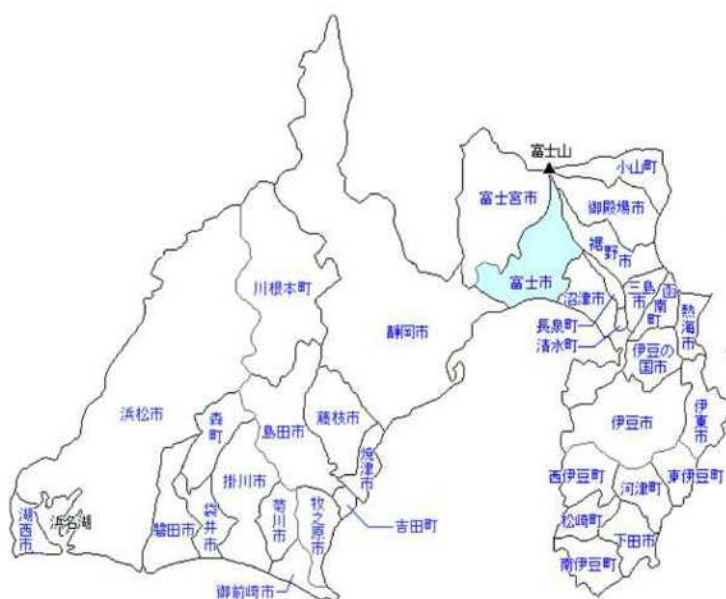 富士山
小山町
富士宮市
御殿場市
裾野市
富士市
沼津市
三島市
函南町
熱海市
長泉町
清水町
伊豆の
国市
川根本町
静岡市
伊豆市
伊東市
浜松市
森町
島田市
藤枝市
焼津市
西伊豆町
河津町
東伊豆町
掛川市
湖西市
浜名湖
磐田市
袋井市
菊川市
牧之原市
吉田町
松崎町
下田市
南伊豆町
御前崎市